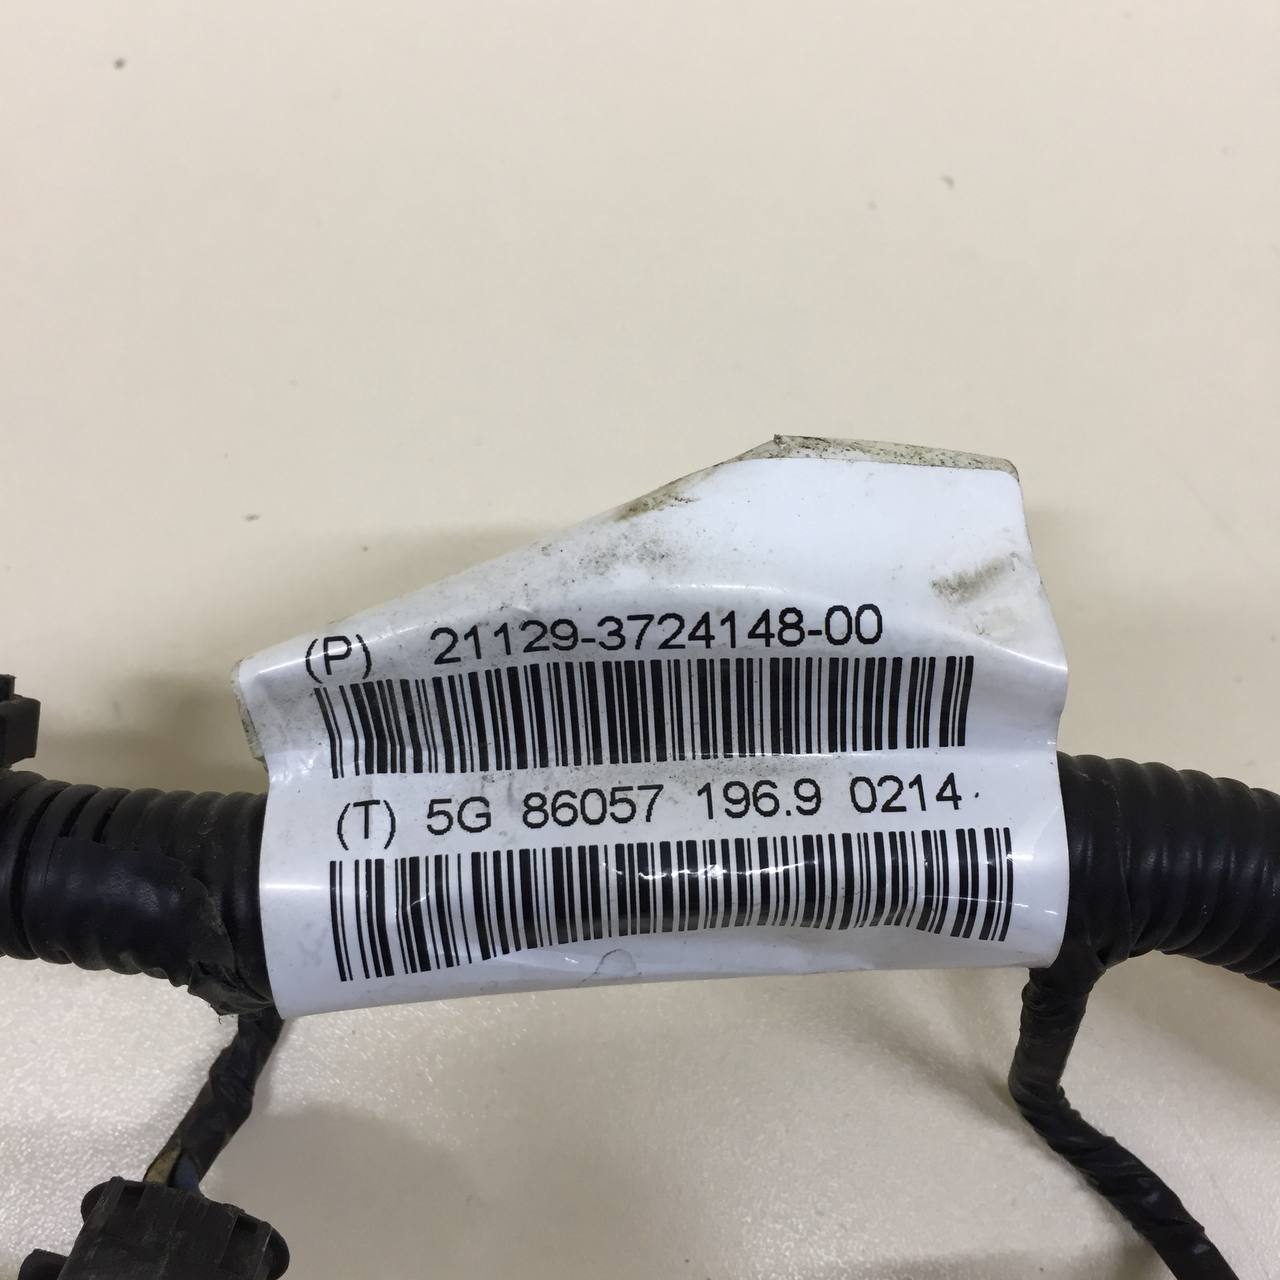 (P) 21129-3724148-00
(T) 5G 86057 196.9 0214